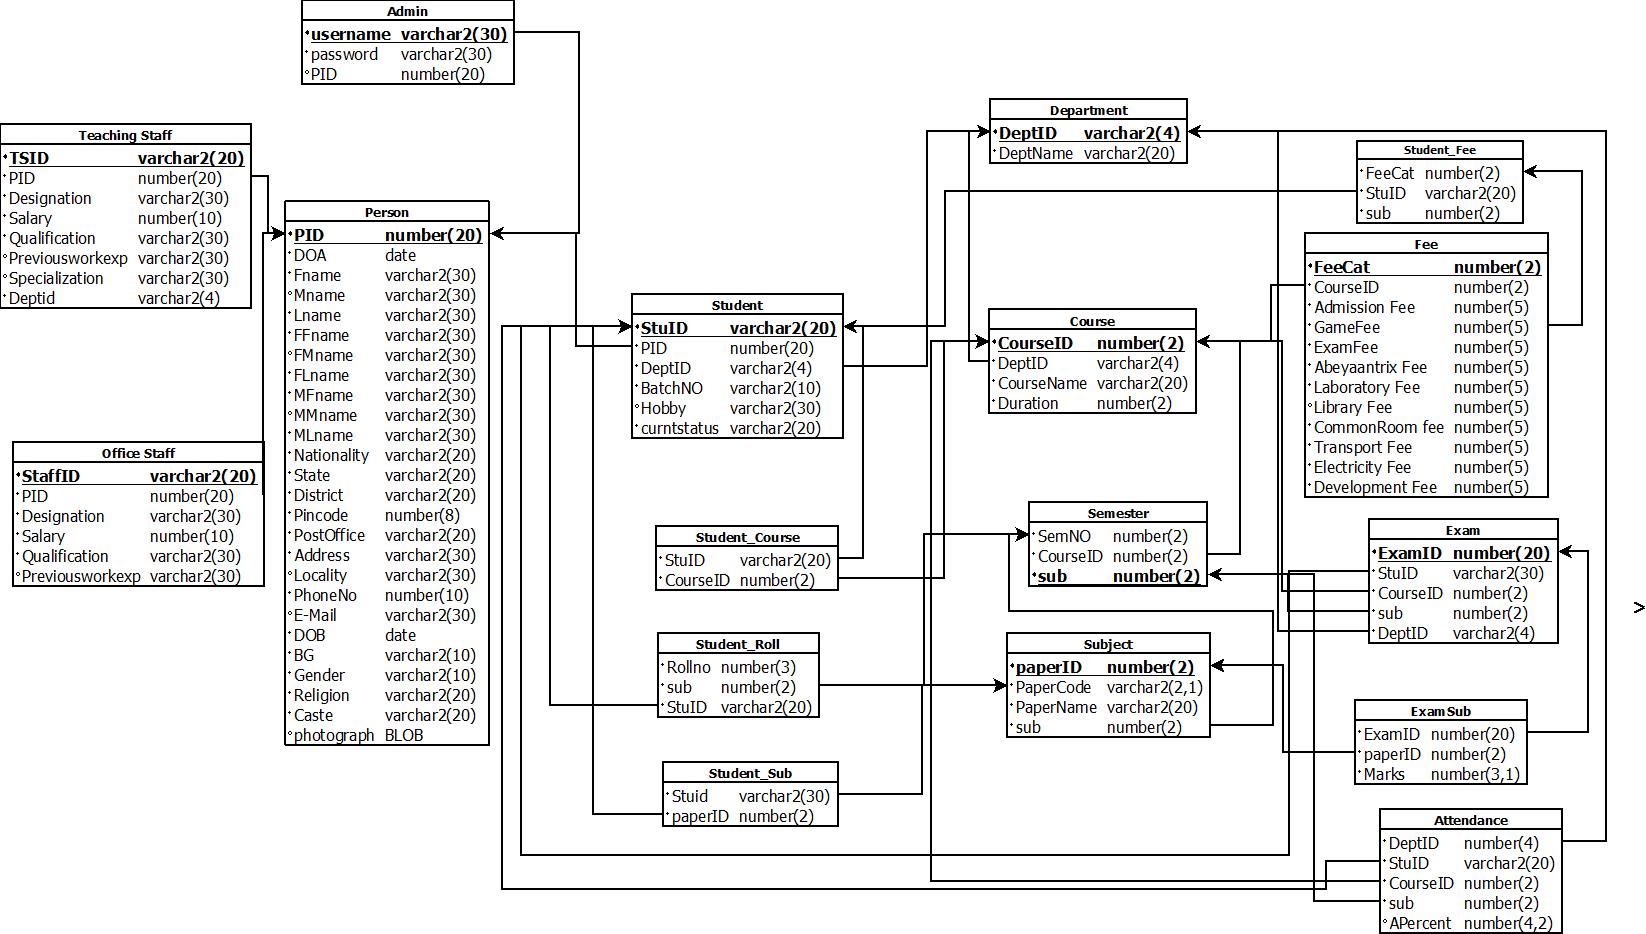 Admin
username varchar2(30)
password varchar2(30)
PID number(20)
Teaching Staff
TSID varchar2(20)
PID number(20)
Designation varchar2(30)
Salary number(10)
Qualification varchar2(30)
Previousworkexp varchar2(30)
Specialization varchar2(30)
Deptid varchar2(4)
Office Staff
StaffID varchar2(20)
PID number(20)
Designation varchar2(30)
Salary number(10)
Qualification varchar2(30)
Previousworkexp varchar2(30)
Person
PID number(20)
DOA date
Fname varchar2(30)
Mname varchar2(30)
Lname varchar2(30)
FFname varchar2(30)
FMname varchar2(30)
FLname varchar2(30)
MFname varchar2(30)
MMname varchar2(30)
MLname varchar2(30)
Nationality varchar2(20)
State varchar2(20)
District varchar2(20)
Pincode number(8)
PostOffice varchar2(20)
Address varchar2(30)
Locality varchar2(30)
PhoneNo number(10)
E-Mail varchar2(30)
DOB date
BG varchar2(10)
Gender varchar2(10)
Religion varchar2(20)
Caste varchar2(20)
photograph BLOB
Student
StuID varchar2(20)
PID number(20)
DeptID varchar2(4)
BatchNO varchar2(10)
Hobby varchar2(30)
curntstatus varchar2(20)
Student_Course
StuID varchar2(20)
CourseID number(2)
Student_Roll
Rollno number(3)
sub number(2)
StuID varchar2(20)
Student_Sub
Stuid varchar2(30)
paperID number(2)
Department
DeptID varchar2(4)
DeptName varchar2(20)
Course
CourseID number(2)
DeptID varchar2(4)
CourseName varchar2(20)
Duration number(2)
Semester
SemNO number(2)
CourseID number(2)
sub number(2)
Subject
paperID number(2)
PaperCode varchar2(2,1)
PaperName varchar2(20)
sub number(2)
Student_Fee
FeeCat number(2)
StuID varchar2(20)
sub number(2)
Fee
FeeCat number(2)
CourseID number(2)
Admission Fee number(5)
GameFee number(5)
ExamFee number(5)
Abeyaantrix Fee number(5)
Laboratory Fee number(5)
Library Fee number(5)
CommonRoom fee number(5)
Transport Fee number(5)
Electricity Fee number(5)
Development Fee number(5)
Exam
ExamID number(20)
StuID varchar2(30)
CourseID number(2)
sub number(2)
DeptID varchar2(4)
ExamSub
ExamID number(20)
paperID number(2)
Marks number(3,1)
Attendance
DeptID number(4)
StuID varchar2(20)
CourseID number(2)
sub number(2)
APercent number(4,2)
>